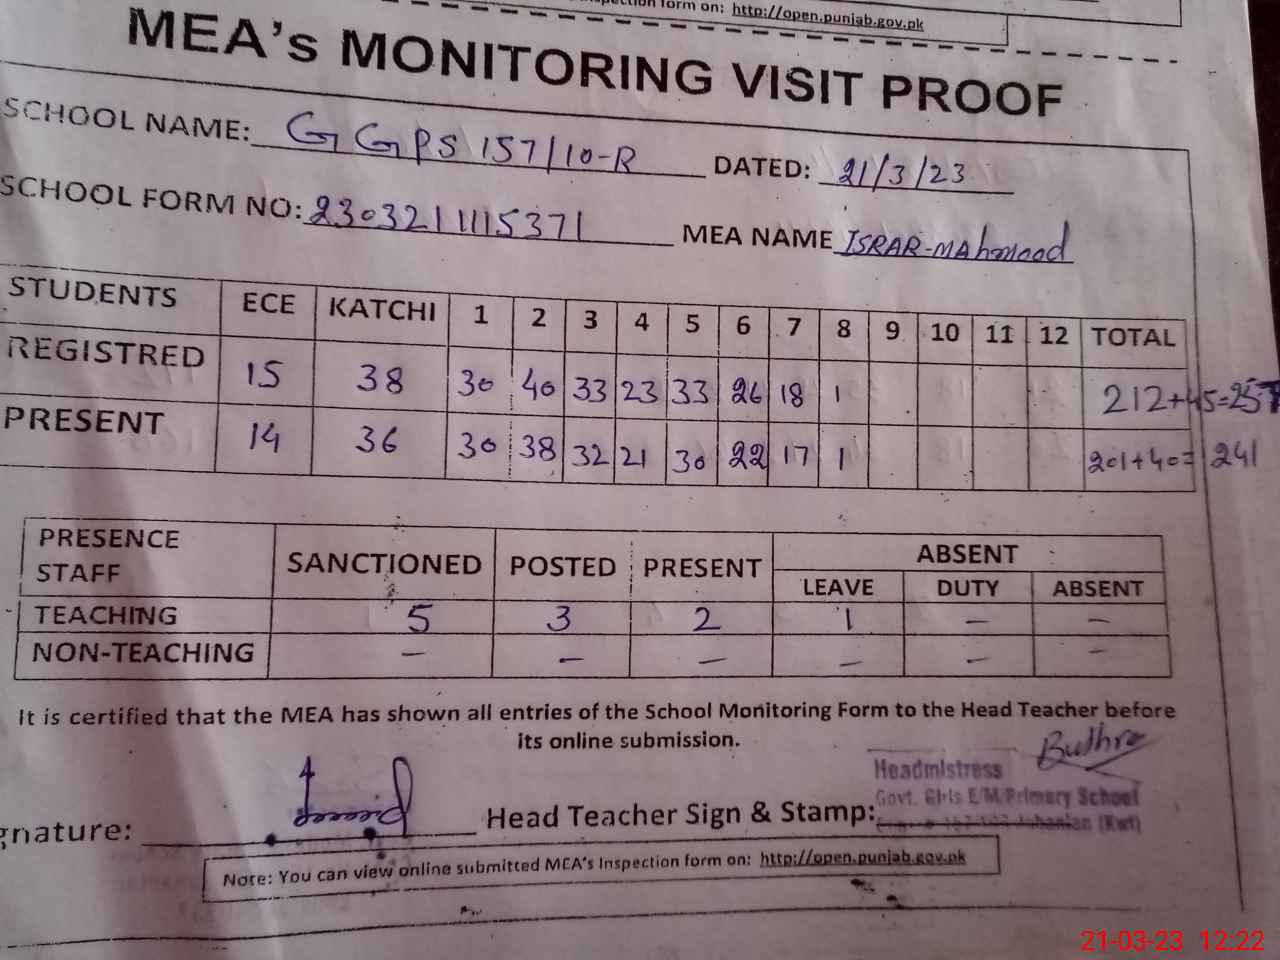 form on: http://open.punjab.gov.pk
MEA's MONITORING VISIT PROOF
SCHOOL NAME: GGPS 157/10-R DATED: 21/3/23
SCHOOL FORM NO: 2303211115371 MEA NAME ISRAR-MAhmood
STUDENTS ECE KATCHI 1 2 3 4 5 6 7 8 9 10 11 12 TOTAL
REGISTRED 15 38 30 40 33 23 33 26 18 1 212+45=257
PRESENT 14 36 30 38 32 21 30 22 17 1 201+40=241
PRESENCE STAFF SANCTIONED POSTED PRESENT ABSENT
LEAVE DUTY ABSENT
TEACHING 5 3 2 1 – –
NON-TEACHING – – – – – –
It is certified that the MEA has shown all entries of the School Monitoring Form to the Head Teacher before
its online submission.
Bushra
Headmistress
Govt. Girls E/M Primary School
gnature: Head Teacher Sign & Stamp:
Jahanian (Kwl)
Note: You can view online submitted MEA's Inspection form on: http://open.punjab.gov.pk
21-03-23 12:22